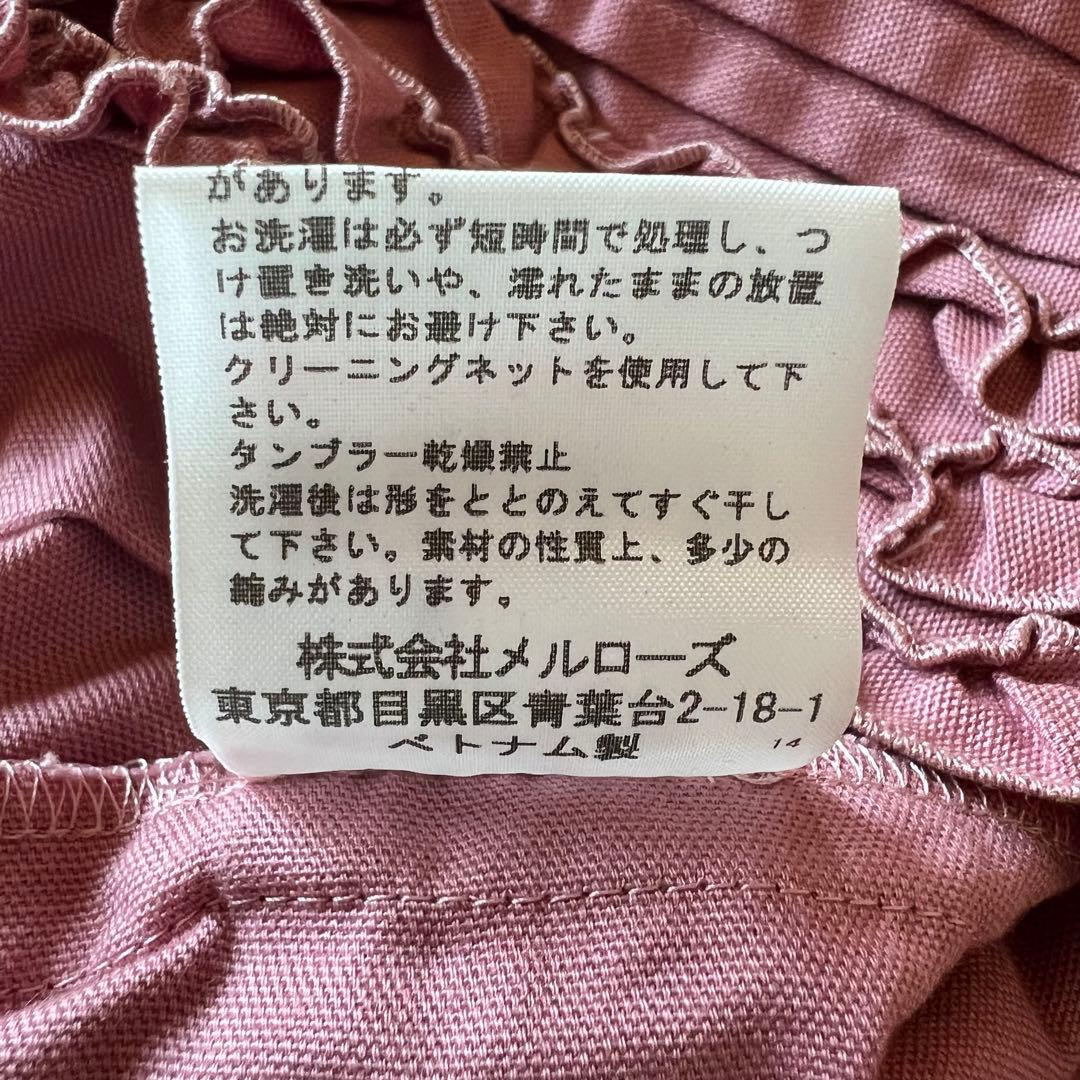 があります。
お洗濯は必ず短時間で処理し、つ
け置き洗いや、濡れたままの放置
は絶対にお避け下さい。
クリーニングネットを使用して下
さい。
タンブラー乾燥禁止
洗濯後は形をととのえてすぐ干し
て下さい。素材の性質上、多少の
縮みがあります。
株式会社メルローズ
東京都目黒区青葉台2-18-1
ベトナム製 14